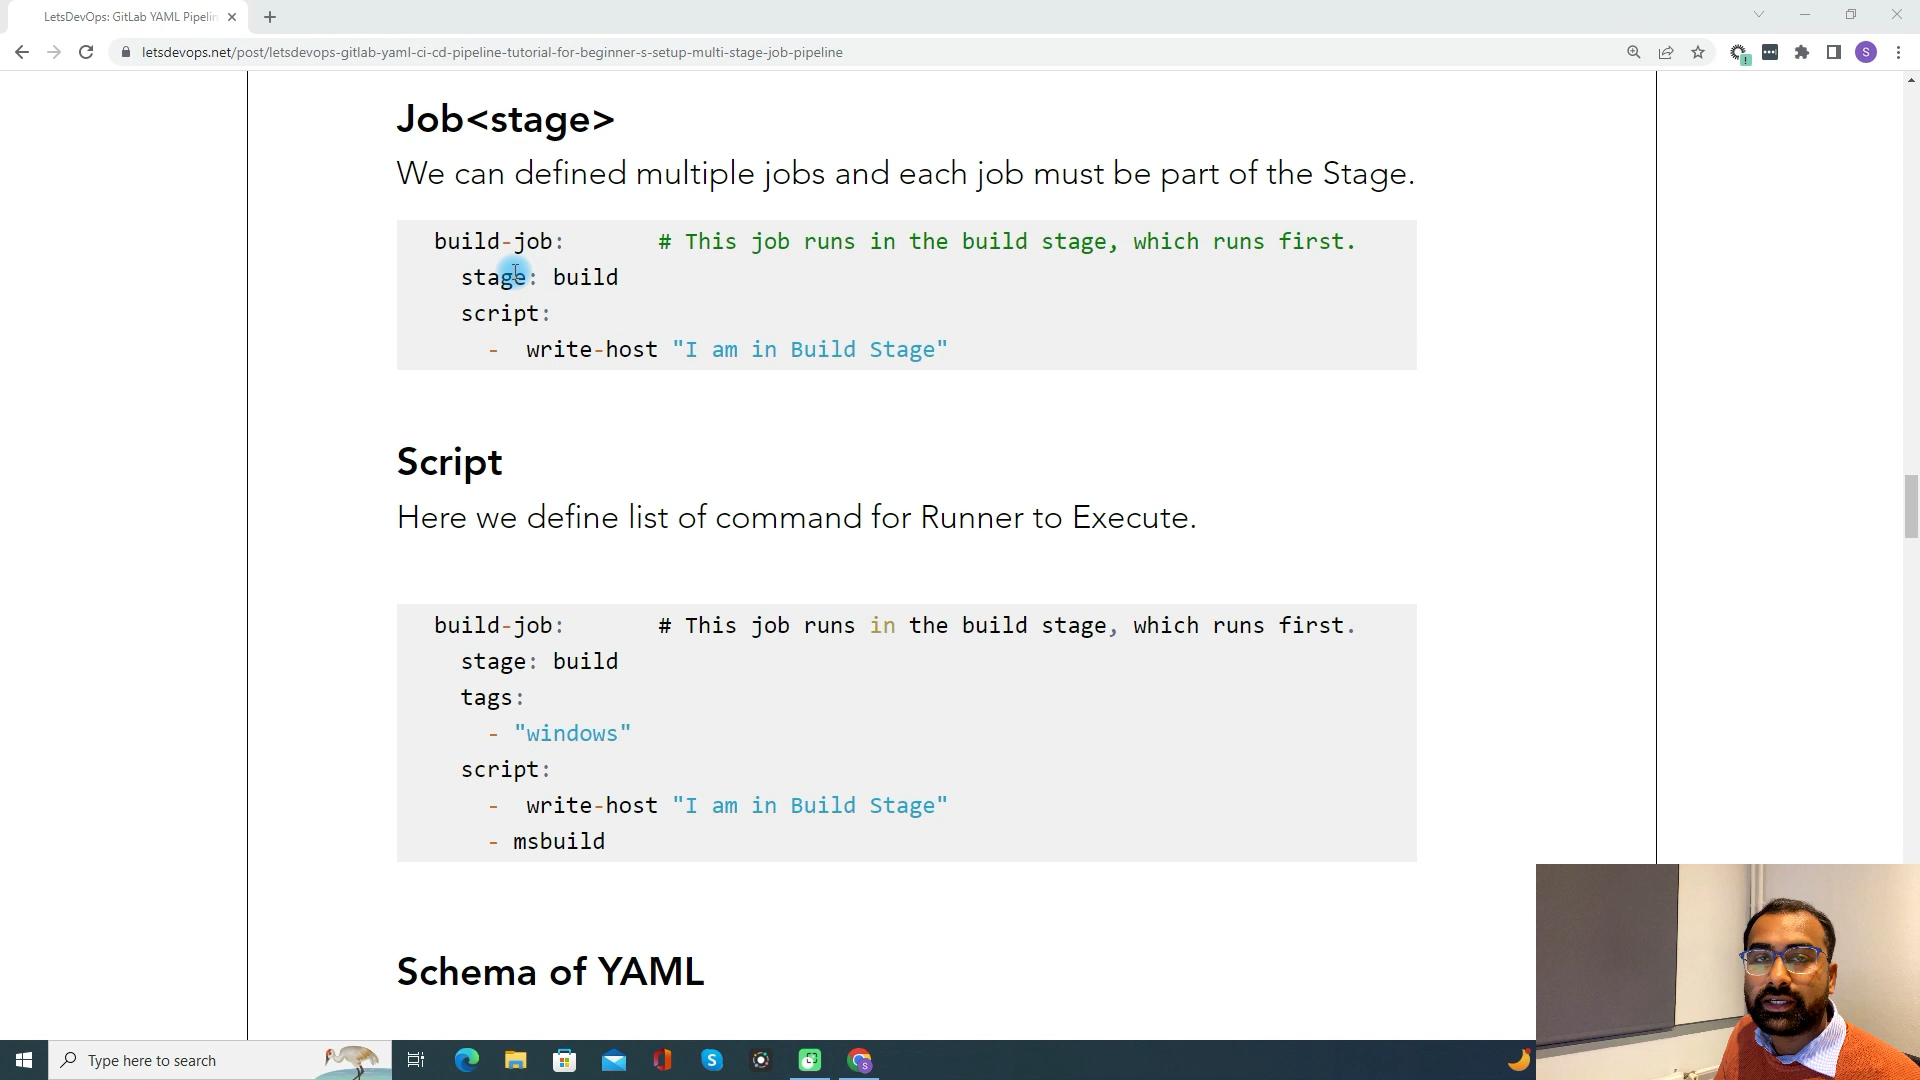 LetsDevOps: GitLab YAML Pipelin
letsdevops.net/post/letsdevops-gitlab-yaml-ci-cd-pipeline-tutorial-for-beginner-s-setup-multi-stage-job-pipeline
S
Job<stage>
We can defined multiple jobs and each job must be part of the Stage.
build-job:       # This job runs in the build stage, which runs first.
  stage: build
  script:
    -  write-host "I am in Build Stage"
Script
Here we define list of command for Runner to Execute.
build-job:       # This job runs in the build stage, which runs first.
  stage: build
  tags:
    - "windows"
  script:
    -  write-host "I am in Build Stage"
    - msbuild
Schema of YAML
Type here to search